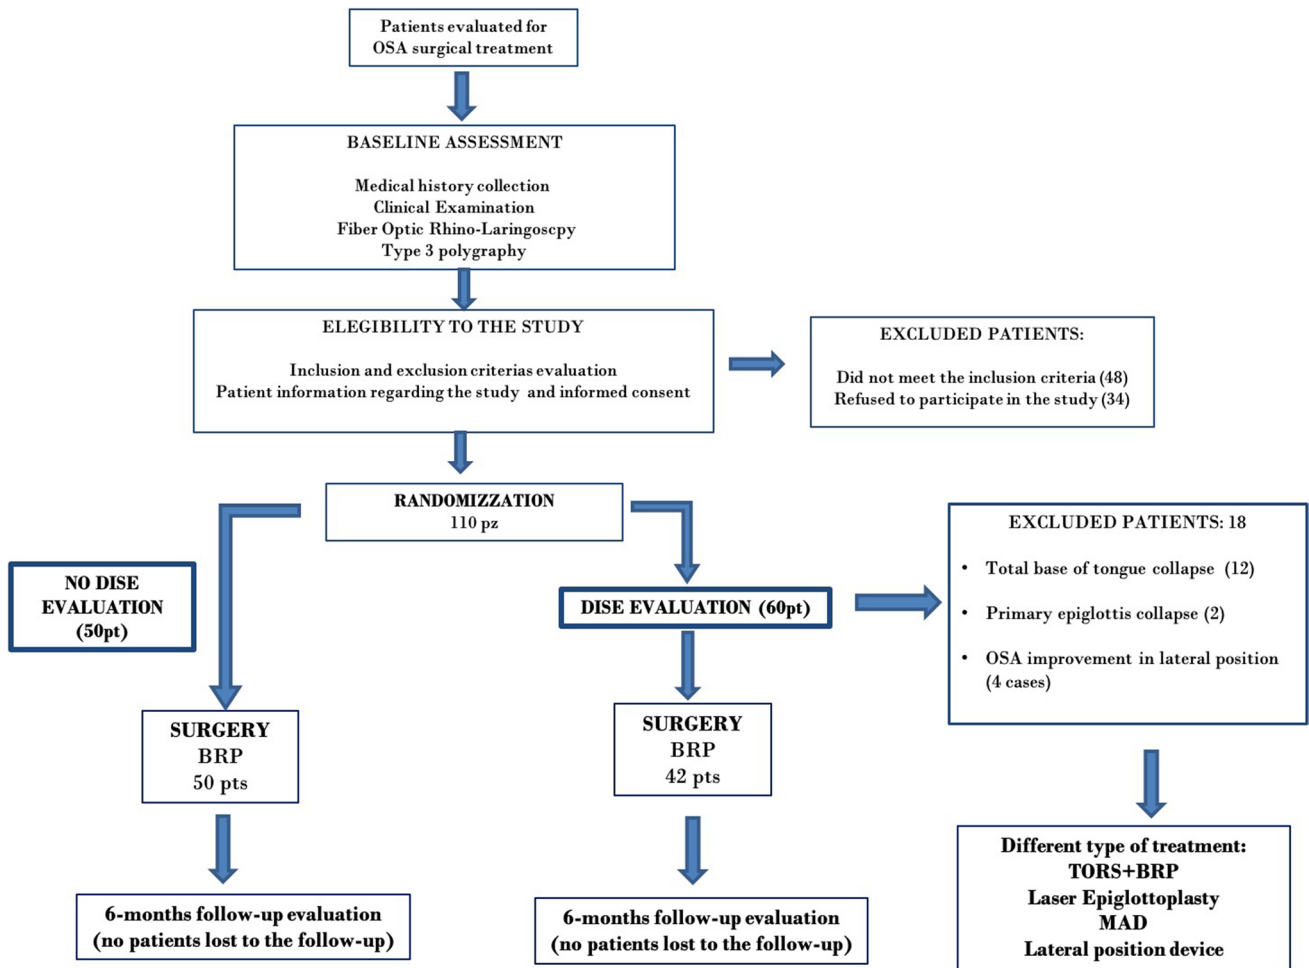 Patients evaluated for
OSA surgical treatment
BASELINE ASSESSMENT
Medical history collection
Clinical Examination
Fiber Optic Rhino-Laringoscpy
Type 3 polygraphy
ELEGIBILITY TO THE STUDY
Inclusion and exclusion criterias evaluation
Patient information regarding the study and informed consent
EXCLUDED PATIENTS:
Did not meet the inclusion criteria (48)
Refused to participate in the study (34)
RANDOMIZZATION
110 pz
NO DISE
EVALUATION
(50pt)
DISE EVALUATION (60pt)
EXCLUDED PATIENTS: 18
• Total base of tongue collapse (12)
• Primary epiglottis collapse (2)
• OSA improvement in lateral position
(4 cases)
SURGERY
BRP
50 pts
SURGERY
BRP
42 pts
6-months follow-up evaluation
(no patients lost to the follow-up)
6-months follow-up evaluation
(no patients lost to the follow-up)
Different type of treatment:
TORS+BRP
Laser Epiglottoplasty
MAD
Lateral position device